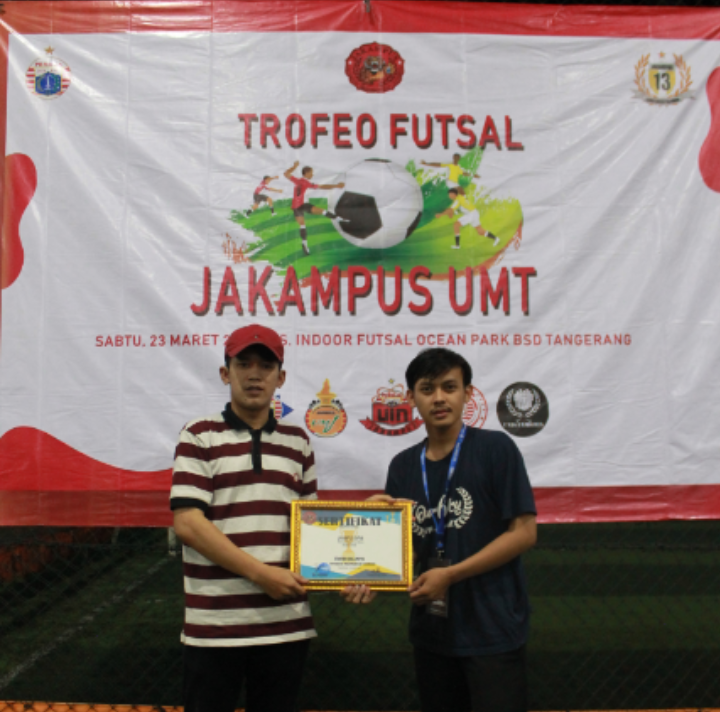 13
TROFEO FUTSAL
JAKAMPUS UMT
SABTU, 23 MARET INDOOR FUTSAL OCEAN PARK BSD TANGERANG
UIN
SERTIFIKAT